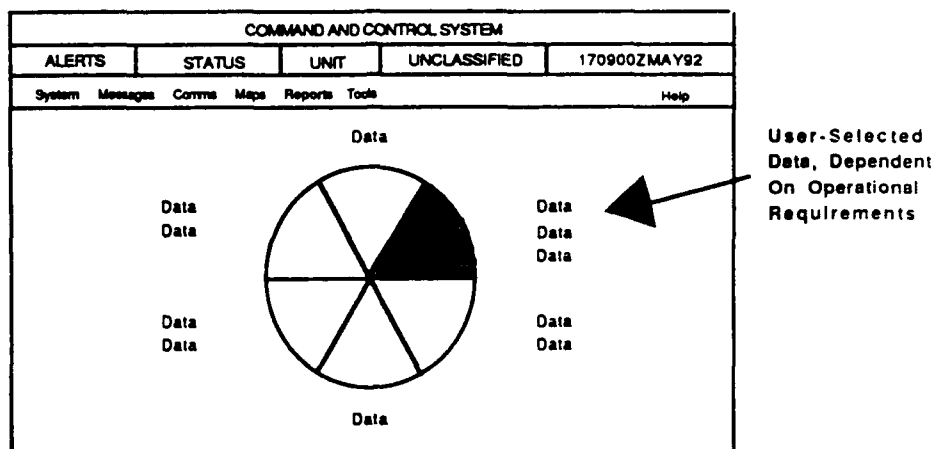 COMMAND AND CONTROL SYSTEM
ALERTS STATUS UNIT UNCLASSIFIED 170900ZMAY92
System Messages Comms Maps Reports Tools Help
Data
User-Selected
Data, Dependent
On Operational
Requirements
Data
Data
Data
Data
Data
Data
Data
Data
Data
Data